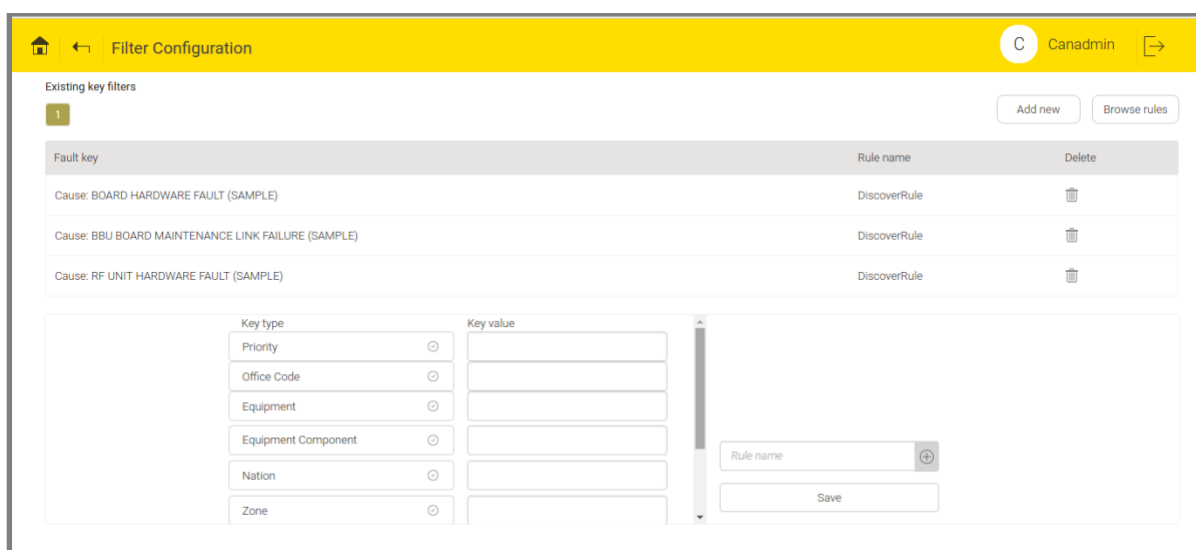 Filter Configuration C Canadmin
Existing key filters
1 Add new Browse rules
Fault key Rule name Delete
Cause: BOARD HARDWARE FAULT (SAMPLE) DiscoverRule
Cause: BBU BOARD MAINTENANCE LINK FAILURE (SAMPLE) DiscoverRule
Cause: RF UNIT HARDWARE FAULT (SAMPLE) DiscoverRule
Key type Key value
Priority
Office Code
Equipment
Equipment Component
Rule name
Nation
Save
Zone